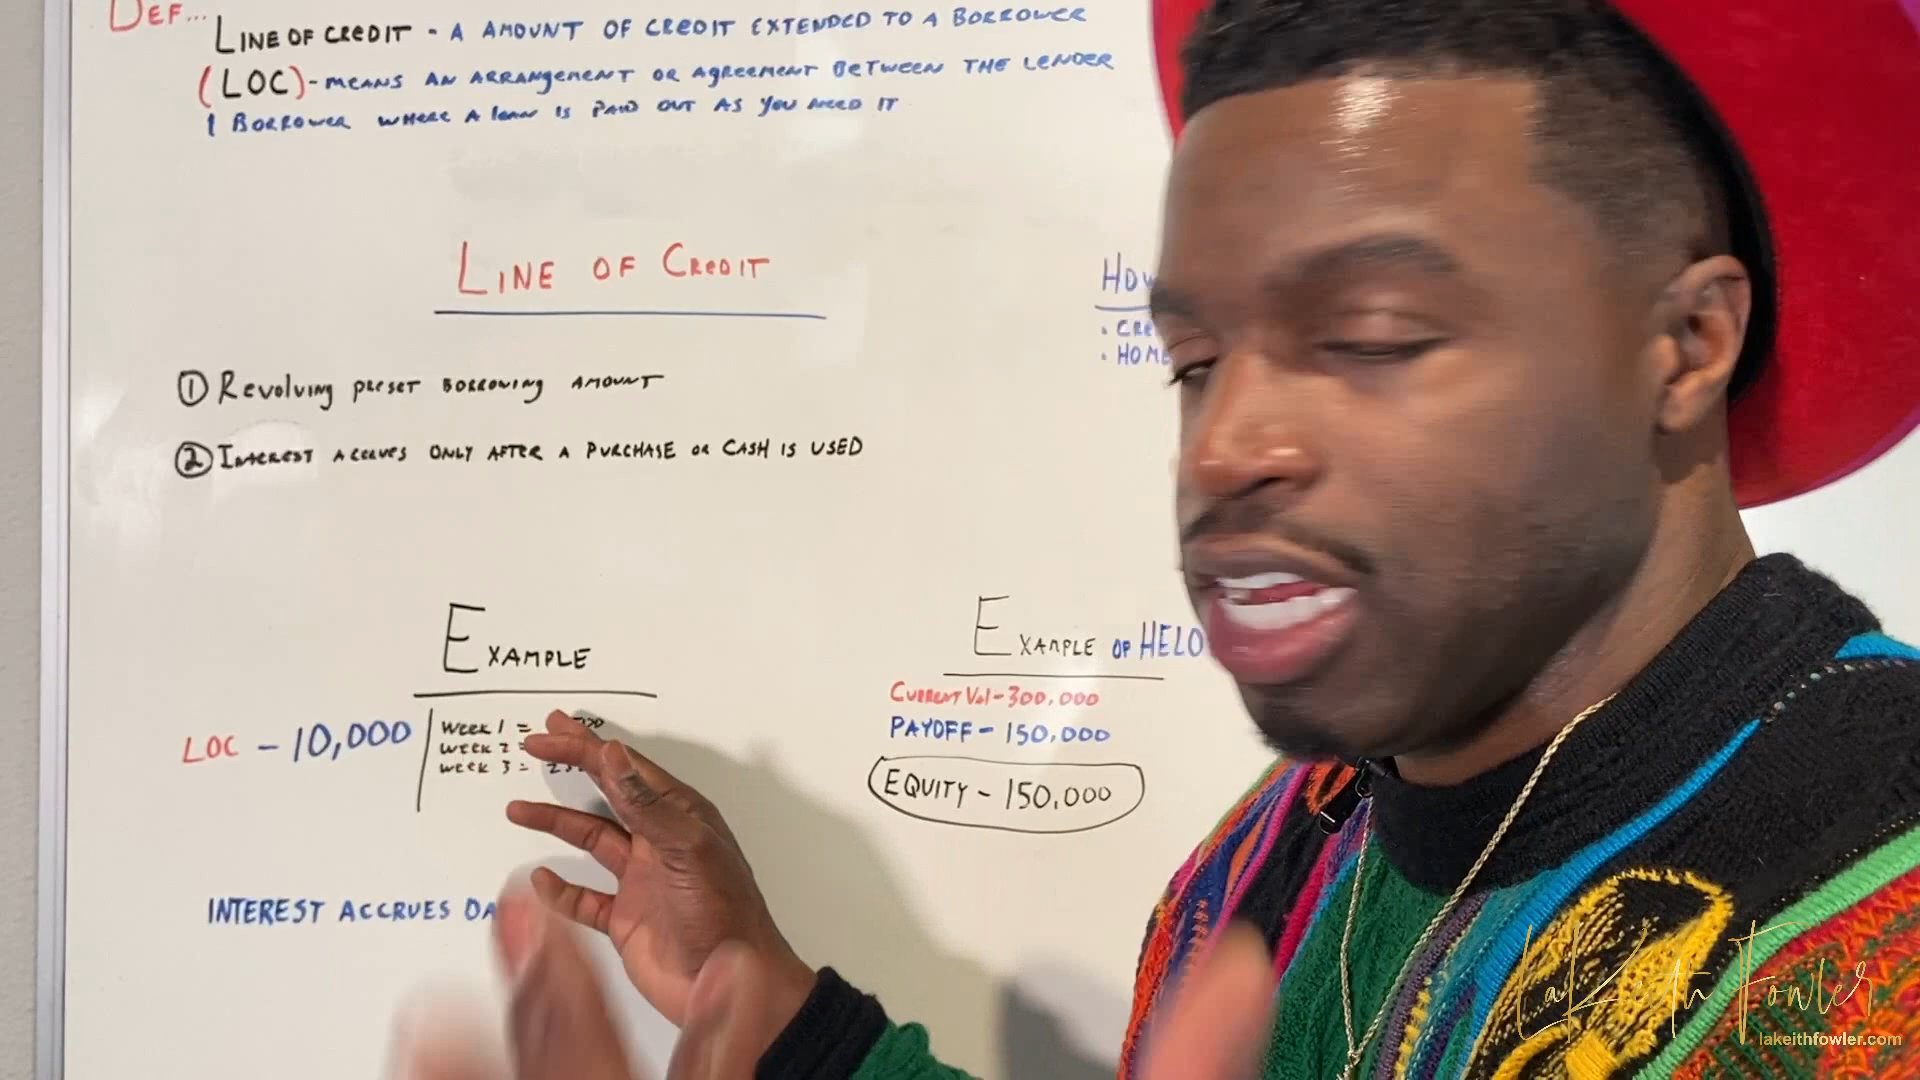 DEF...
LINE OF CREDIT - A AMOUNT OF CREDIT EXTENDED TO A BORROWER
(LOC) - MEANS AN ARRANGEMENT OR AGREEMENT BETWEEN THE LENDER
BORROWER WHERE A loan IS PAID OUT AS YOU NEED IT
LINE OF CREDIT
① Revolving preset BORROWING AMOUNT
② INTEREST ACCRUES ONLY AFTER A PURCHASE OR CASH IS USED
HOW
• CRE
• HOME
EXAMPLE
LOC - 10,000
WEEK 1 =
WEEK 2 =
WEEK 3 =
INTEREST ACCRUES DA
EXAMPLE OF HELO
CURRENT Val - 300,000
PAYOFF - 150,000
EQUITY - 150,000
LaKeith Fowler
lakeithfowler.com